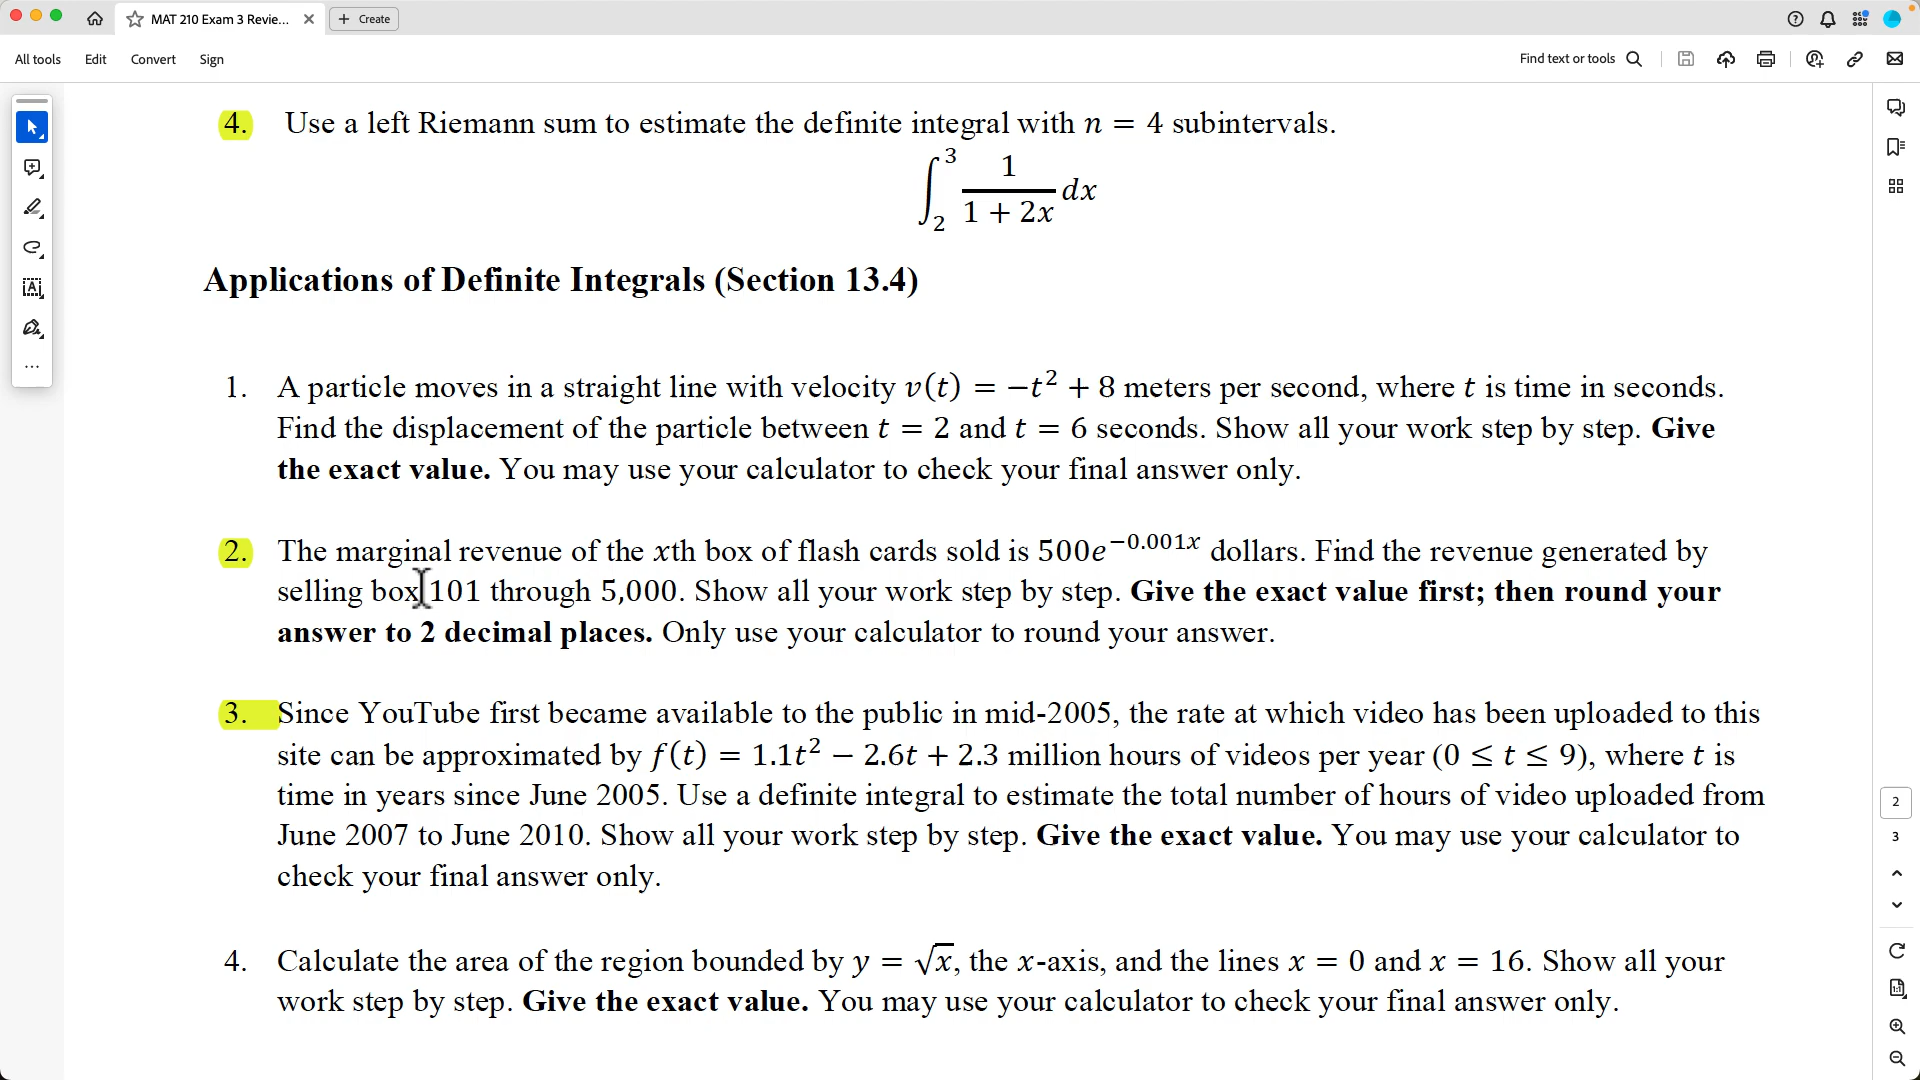 MAT 210 Exam 3 Revie...
Create
All tools Edit Convert Sign
Find text or tools
4. Use a left Riemann sum to estimate the definite integral with n = 4 subintervals.
∫₂³ 1/(1 + 2x) dx
Applications of Definite Integrals (Section 13.4)
1. A particle moves in a straight line with velocity v(t) = −t² + 8 meters per second, where t is time in seconds.
Find the displacement of the particle between t = 2 and t = 6 seconds. Show all your work step by step. Give
the exact value. You may use your calculator to check your final answer only.
2. The marginal revenue of the xth box of flash cards sold is 500e^−0.001x dollars. Find the revenue generated by
selling box 101 through 5,000. Show all your work step by step. Give the exact value first; then round your
answer to 2 decimal places. Only use your calculator to round your answer.
3. Since YouTube first became available to the public in mid-2005, the rate at which video has been uploaded to this
site can be approximated by f(t) = 1.1t² − 2.6t + 2.3 million hours of videos per year (0 ≤ t ≤ 9), where t is
time in years since June 2005. Use a definite integral to estimate the total number of hours of video uploaded from
June 2007 to June 2010. Show all your work step by step. Give the exact value. You may use your calculator to
check your final answer only.
4. Calculate the area of the region bounded by y = √x, the x-axis, and the lines x = 0 and x = 16. Show all your
work step by step. Give the exact value. You may use your calculator to check your final answer only.
2
3